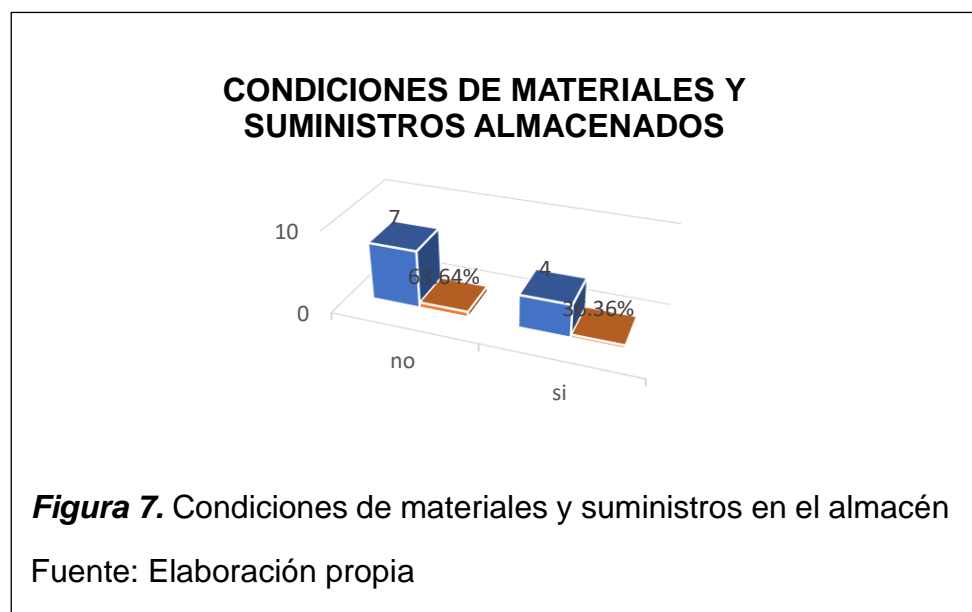 CONDICIONES DE MATERIALES Y
SUMINISTROS ALMACENADOS
10
0
7
63.64%
4
36.36%
no
si
Figura 7. Condiciones de materiales y suministros en el almacén
Fuente: Elaboración propia